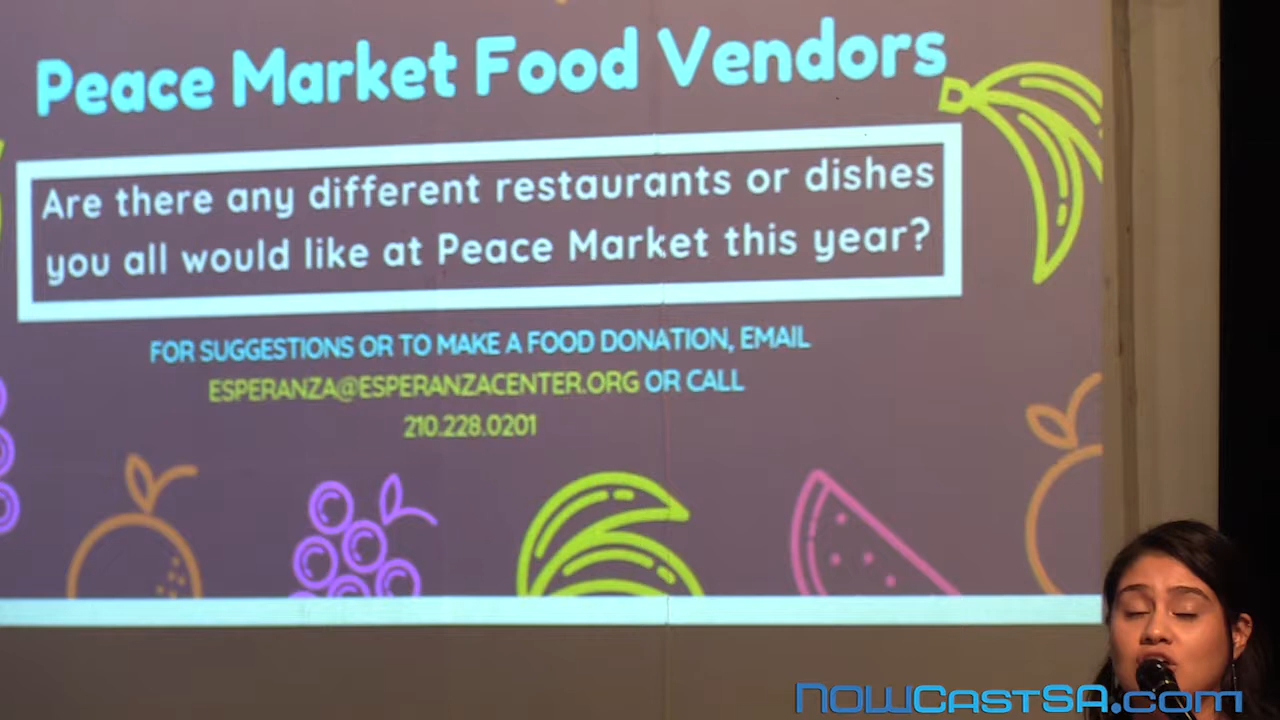 Peace Market Food Vendors
Are there any different restaurants or dishes
you all would like at Peace Market this year?
FOR SUGGESTIONS OR TO MAKE A FOOD DONATION, EMAIL
ESPERANZA@ESPERANZACENTER.ORG OR CALL
210.228.0201
NOWCastSA.com